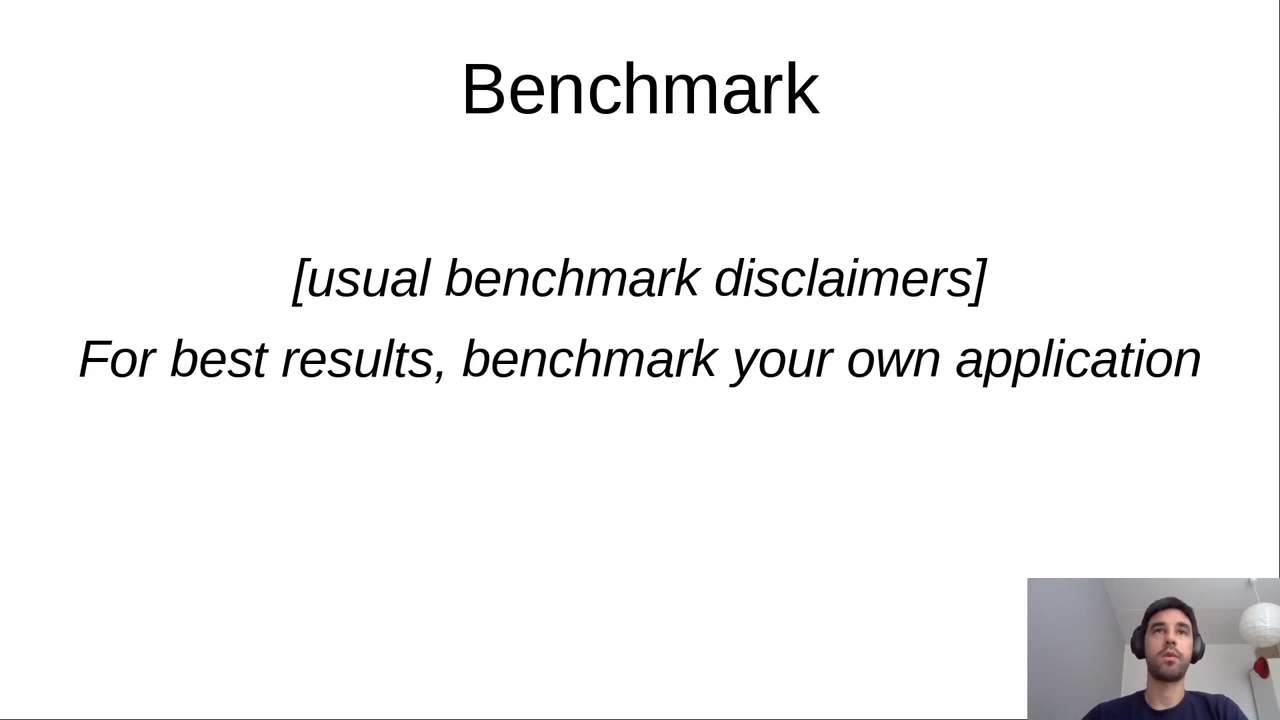 Benchmark
[usual benchmark disclaimers]
For best results, benchmark your own application